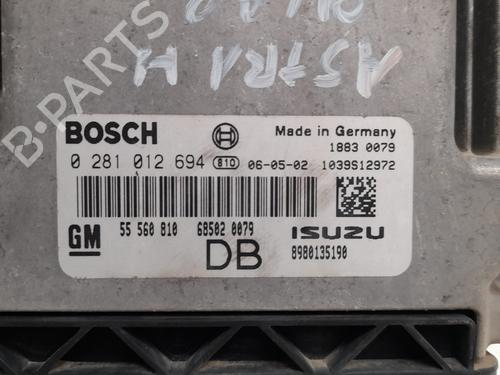 ASTRA H
B-PARTS
BOSCH
Made in Germany
1883 0079
0 281 012 694 810 06-05-02 1039S12972
GM 55 560 810 68502 0079 ISUZU
DB 8980135190